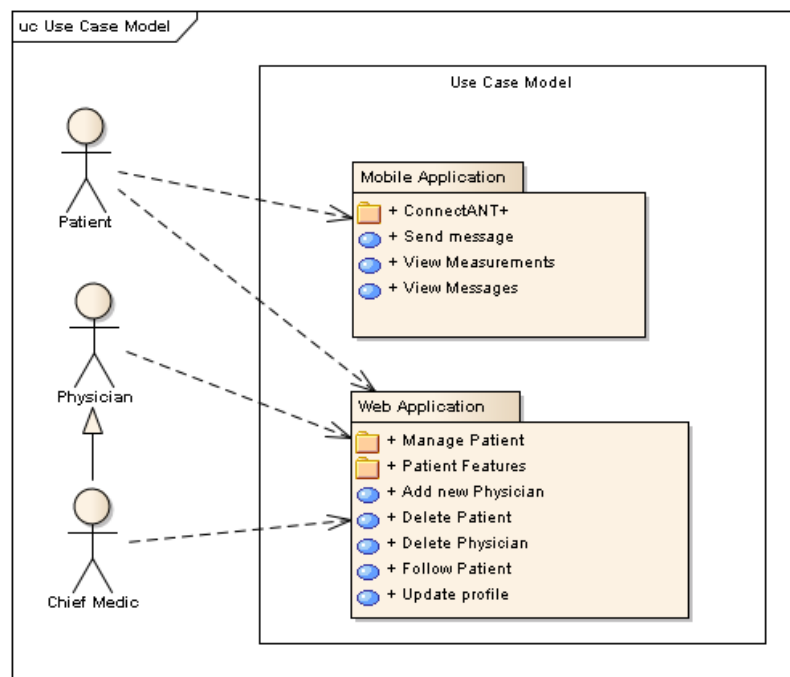 uc Use Case Model
Use Case Model
Patient
Mobile Application
+ ConnectANT+
+ Send message
+ View Measurements
+ View Messages
Physician
Web Application
+ Manage Patient
+ Patient Features
+ Add new Physician
+ Delete Patient
+ Delete Physician
+ Follow Patient
+ Update profile
Chief Medic